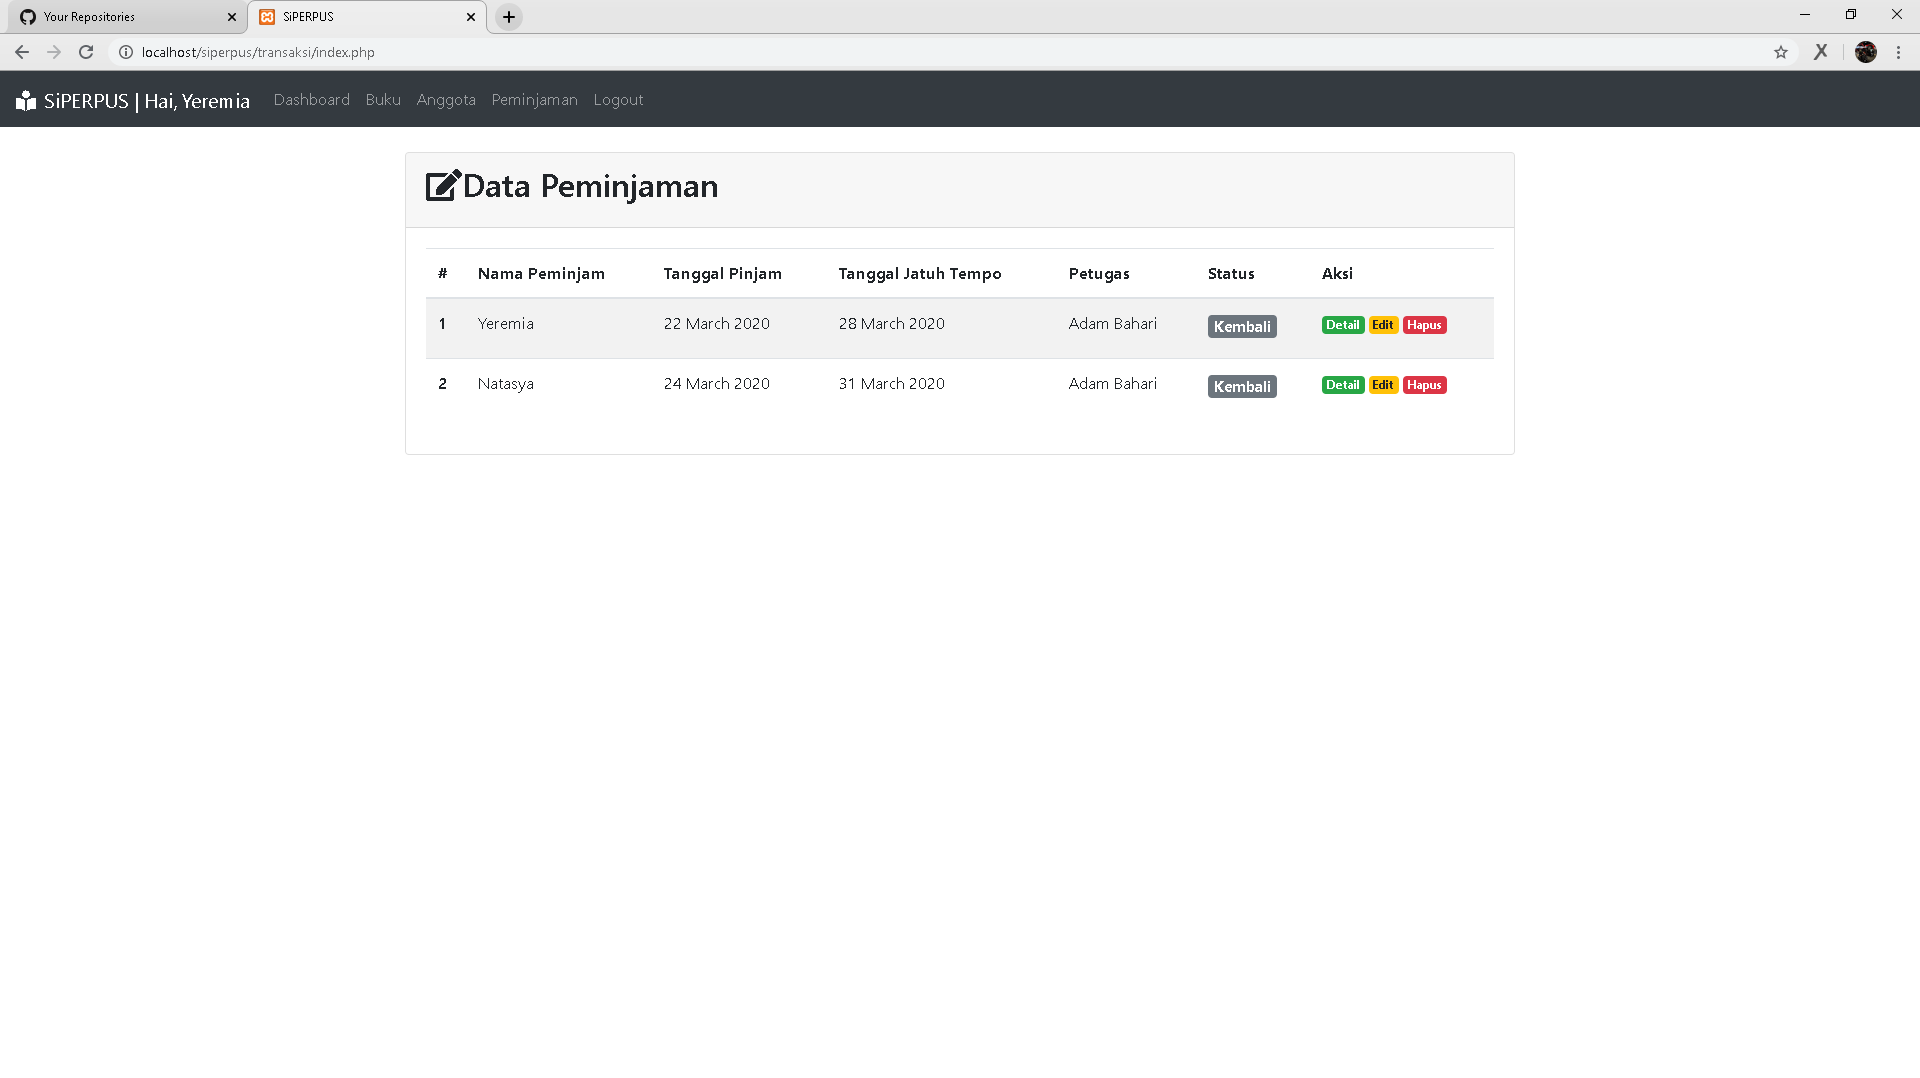 Your Repositories
SiPERPUS
localhost/siperpus/transaksi/index.php
SiPERPUS | Hai, Yeremia Dashboard Buku Anggota Peminjaman Logout
Data Peminjaman
# Nama Peminjam Tanggal Pinjam Tanggal Jatuh Tempo Petugas Status Aksi
1 Yeremia 22 March 2020 28 March 2020 Adam Bahari Kembali Detail Edit Hapus
2 Natasya 24 March 2020 31 March 2020 Adam Bahari Kembali Detail Edit Hapus